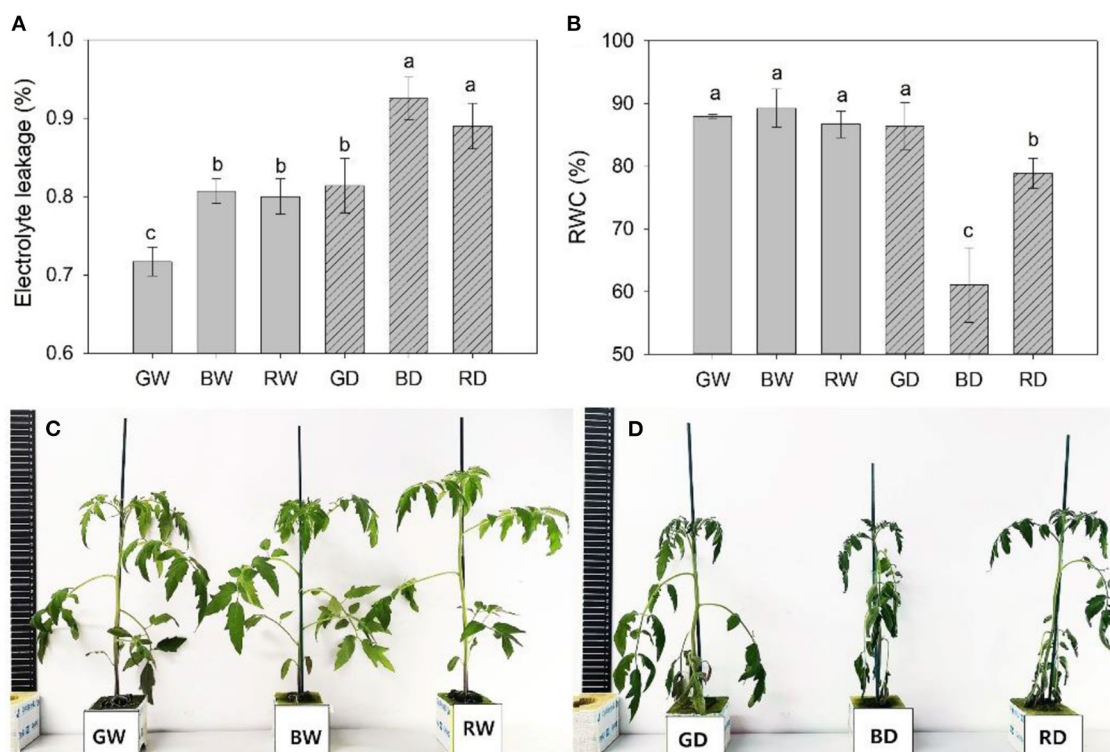 A
Electrolyte leakage (%)
1.0
0.9
0.8
0.7
0.6
c
b
b
b
a
a
GW BW RW GD BD RD
B
RWC (%)
100
90
80
70
60
50
a
a
a
a
c
b
GW BW RW GD BD RD
C
GW
BW
RW
D
GD
BD
RD